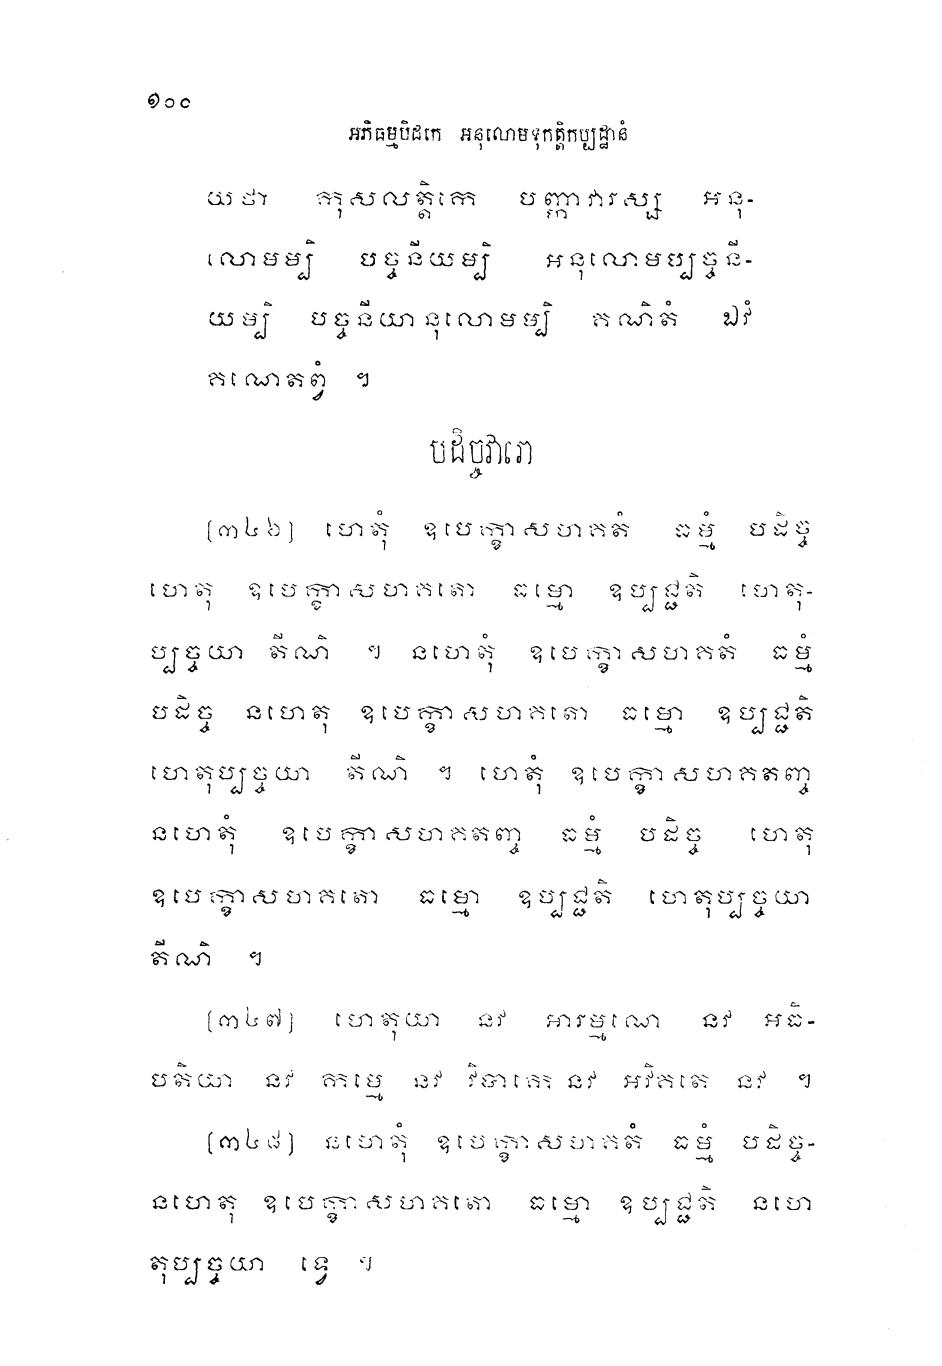 ១០០
អភិធម្មបិដកេ អនុលោមទុកត្តិកប្បដ្ឋានំ
យថា កុសលត្តិកេ បញ្ហាវារស្ស អនុ-
លោមម្បិ បច្ចនីយម្បិ អនុលោមប្បច្ចនី-
យម្បិ បច្ចនីយានុលោមម្បិ គណិតំ ឯវំ
គណេតព្វំ ។
បដិច្ចវារោ
(៣៤៦) ហេតុំ ឧបេក្ខាសហគតំ ធម្មំ បដិច្ច
ហេតុ ឧបេក្ខាសហគតោ ធម្មោ ឧប្បជ្ជតិ ហេតុ-
ប្បច្ចយា តីណិ ។ នហេតុំ ឧបេក្ខាសហគតំ ធម្មំ
បដិច្ច នហេតុ ឧបេក្ខាសហគតោ ធម្មោ ឧប្បជ្ជតិ
ហេតុប្បច្ចយា តីណិ ។ ហេតុំ ឧបេក្ខាសហគតញ្ច
នហេតុំ ឧបេក្ខាសហគតញ្ច ធម្មំ បដិច្ច ហេតុ
ឧបេក្ខាសហគតោ ធម្មោ ឧប្បជ្ជតិ ហេតុប្បច្ចយា
តីណិ ។
(៣៤៧) ហេតុយា នវ អារម្មណេ នវ អធិ-
បតិយា នវ កម្មេ នវ វិបាកេ នវ អវិគតេ នវ ។
(៣៤៨) នហេតុំ ឧបេក្ខាសហគតំ ធម្មំ បដិច្ច-
នហេតុ ឧបេក្ខាសហគតោ ធម្មោ ឧប្បជ្ជតិ នហេ
តុប្បច្ចយា ទ្វេ ។